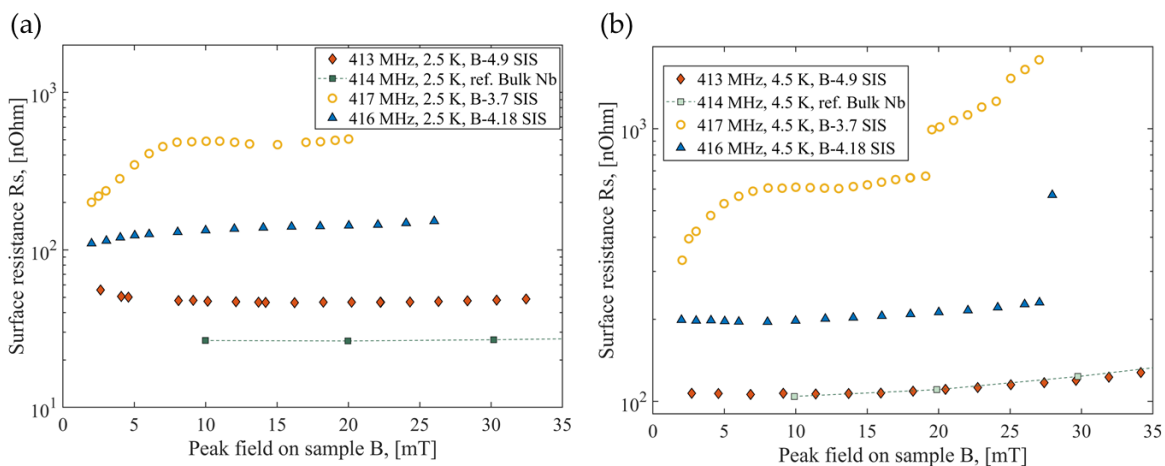 (a)
Surface resistance Rs, [nOhm]
10³
10²
10¹
413 MHz, 2.5 K, B-4.9 SIS
414 MHz, 2.5 K, ref. Bulk Nb
417 MHz, 2.5 K, B-3.7 SIS
416 MHz, 2.5 K, B-4.18 SIS
0 5 10 15 20 25 30 35
Peak field on sample B, [mT]
(b)
Surface resistance Rs, [nOhm]
10³
10²
413 MHz, 4.5 K, B-4.9 SIS
414 MHz, 4.5 K, ref. Bulk Nb
417 MHz, 4.5 K, B-3.7 SIS
416 MHz, 4.5 K, B-4.18 SIS
0 5 10 15 20 25 30 35
Peak field on sample B, [mT]